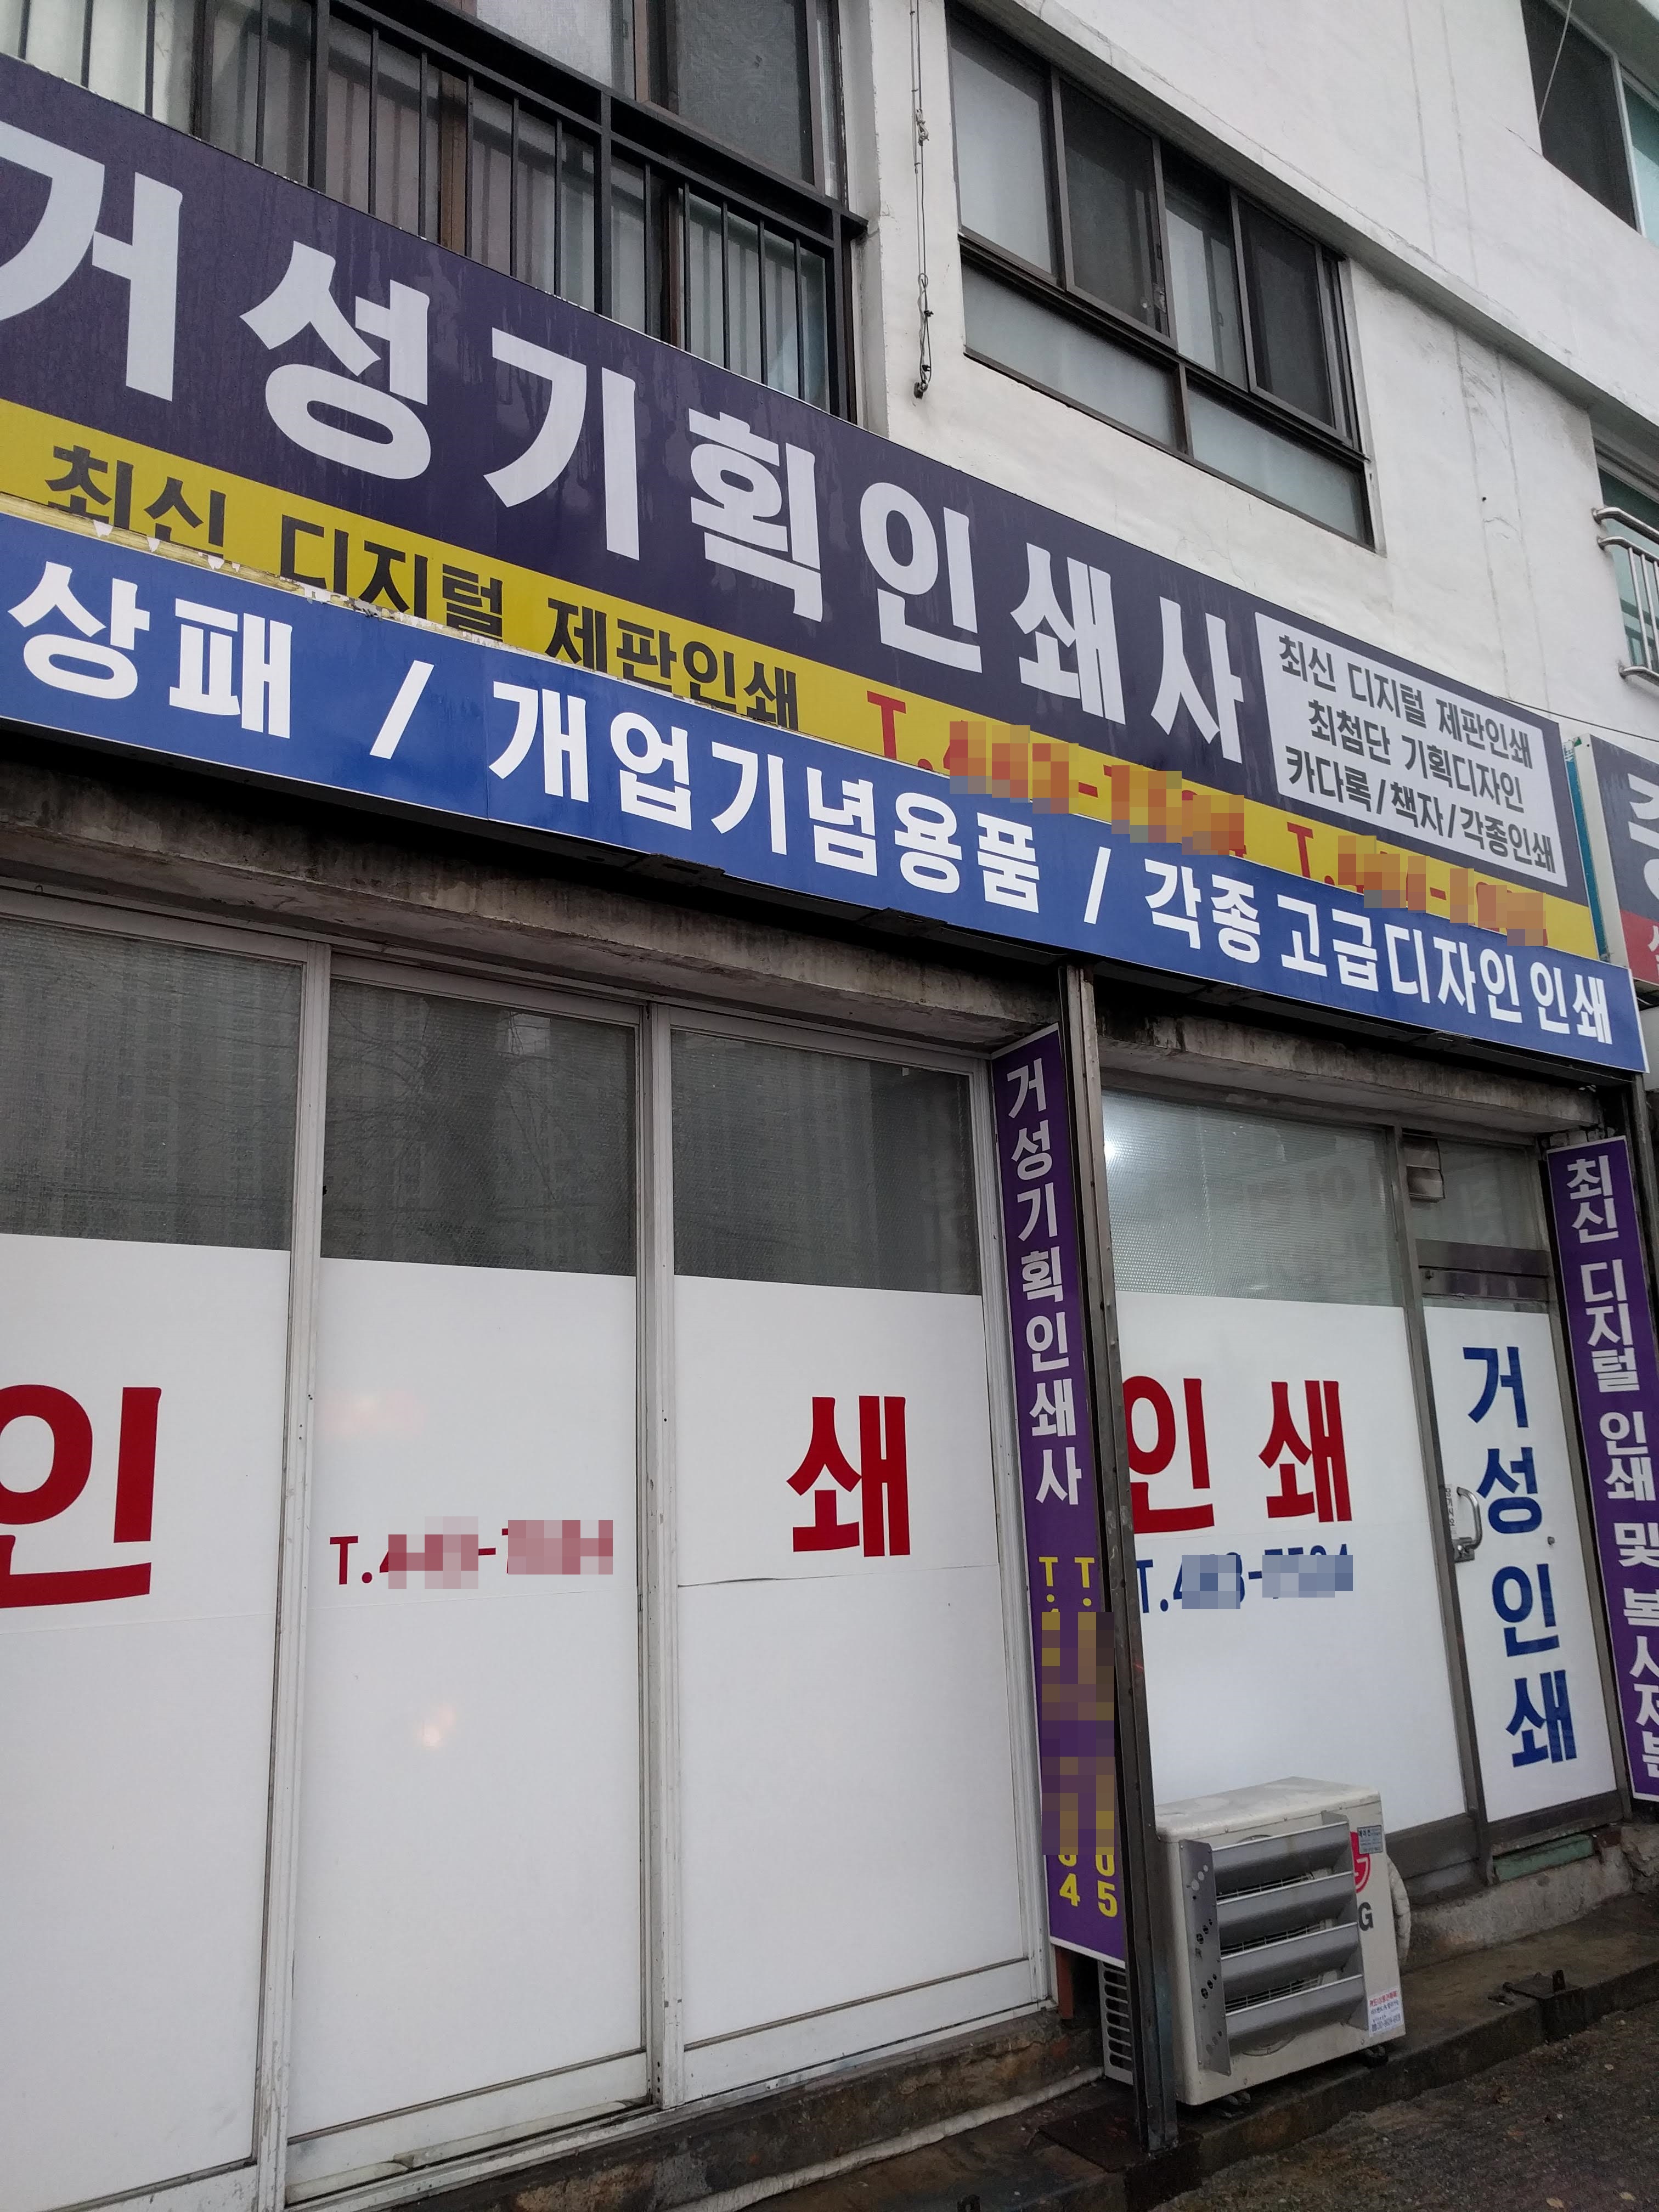 거성기획인쇄사
최신 디지털 제판인쇄
최첨단 기획디자인
카다록/책자/각종인쇄
최신 디지털 제판인쇄 T. T.
상패 / 개업기념용품 / 각종고급디자인인쇄
인
T.
쇄
거성기획인쇄사
T. T.
인쇄
T.
거성인쇄
최신 디지털 인쇄 및 복사전문